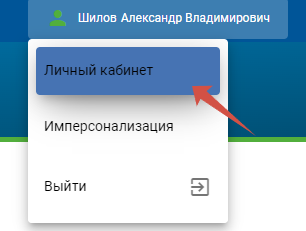 Шилов Александр Владимирович
Личный кабинет
Имперсонализация
Выйти